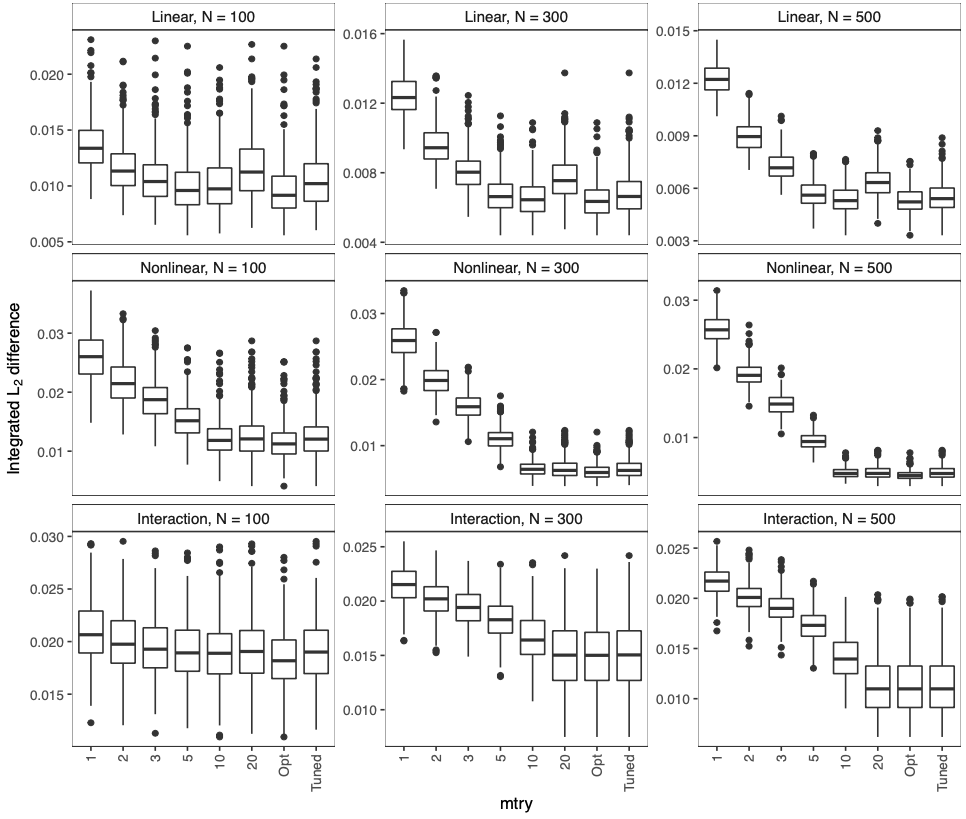 Linear, N = 100
Linear, N = 300
Linear, N = 500
0.020
0.015
0.010
0.005
0.016
0.012
0.008
0.004
0.015
0.012
0.009
0.006
0.003
Nonlinear, N = 100
Nonlinear, N = 300
Nonlinear, N = 500
0.03
0.02
0.01
0.03
0.02
0.01
0.03
0.02
0.01
Interaction, N = 100
Interaction, N = 300
Interaction, N = 500
0.030
0.025
0.020
0.015
0.025
0.020
0.015
0.010
0.025
0.020
0.015
0.010
Integrated L₂ difference
1 2 3 5 10 20 Opt Tuned
1 2 3 5 10 20 Opt Tuned
1 2 3 5 10 20 Opt Tuned
mtry